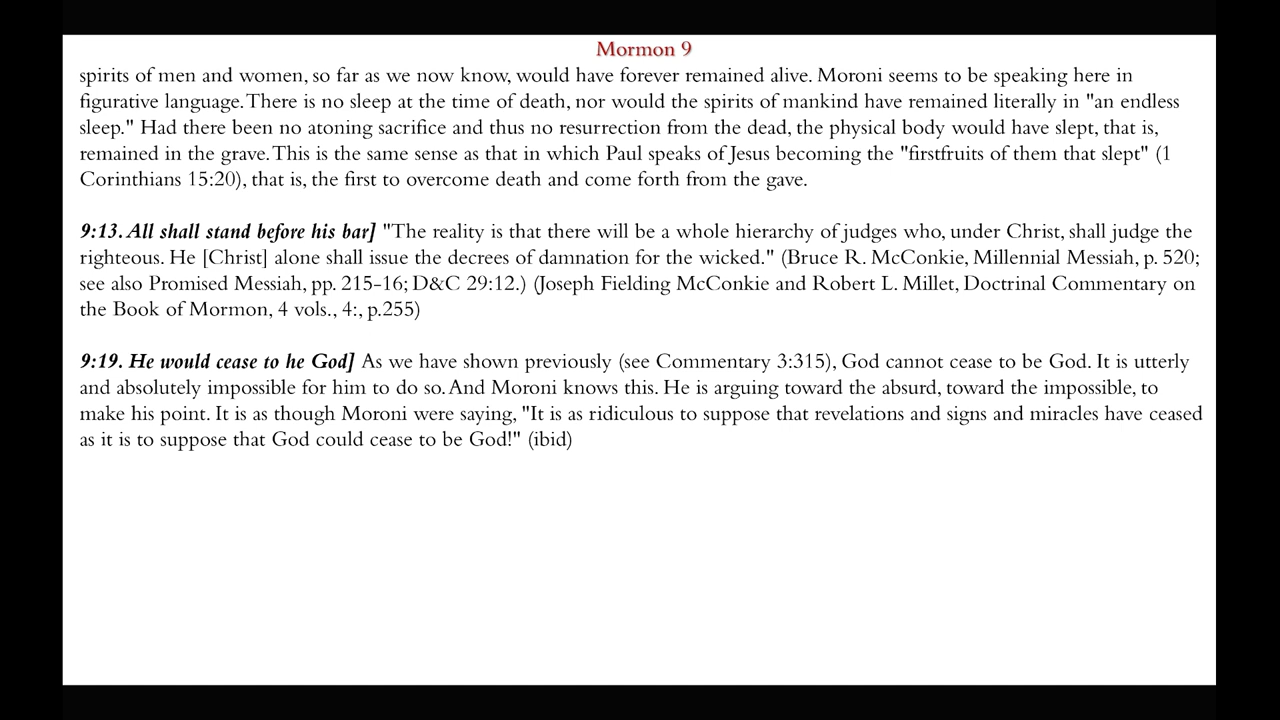 Mormon 9
spirits of men and women, so far as we now know, would have forever remained alive. Moroni seems to be speaking here in
figurative language. There is no sleep at the time of death, nor would the spirits of mankind have remained literally in "an endless
sleep." Had there been no atoning sacrifice and thus no resurrection from the dead, the physical body would have slept, that is,
remained in the grave. This is the same sense as that in which Paul speaks of Jesus becoming the "firstfruits of them that slept" (1
Corinthians 15:20), that is, the first to overcome death and come forth from the gave.
9:13. All shall stand before his bar] "The reality is that there will be a whole hierarchy of judges who, under Christ, shall judge the
righteous. He [Christ] alone shall issue the decrees of damnation for the wicked." (Bruce R. McConkie, Millennial Messiah, p. 520;
see also Promised Messiah, pp. 215-16; D&C 29:12.) (Joseph Fielding McConkie and Robert L. Millet, Doctrinal Commentary on
the Book of Mormon, 4 vols., 4:, p.255)
9:19. He would cease to he God] As we have shown previously (see Commentary 3:315), God cannot cease to be God. It is utterly
and absolutely impossible for him to do so. And Moroni knows this. He is arguing toward the absurd, toward the impossible, to
make his point. It is as though Moroni were saying, "It is as ridiculous to suppose that revelations and signs and miracles have ceased
as it is to suppose that God could cease to be God!" (ibid)